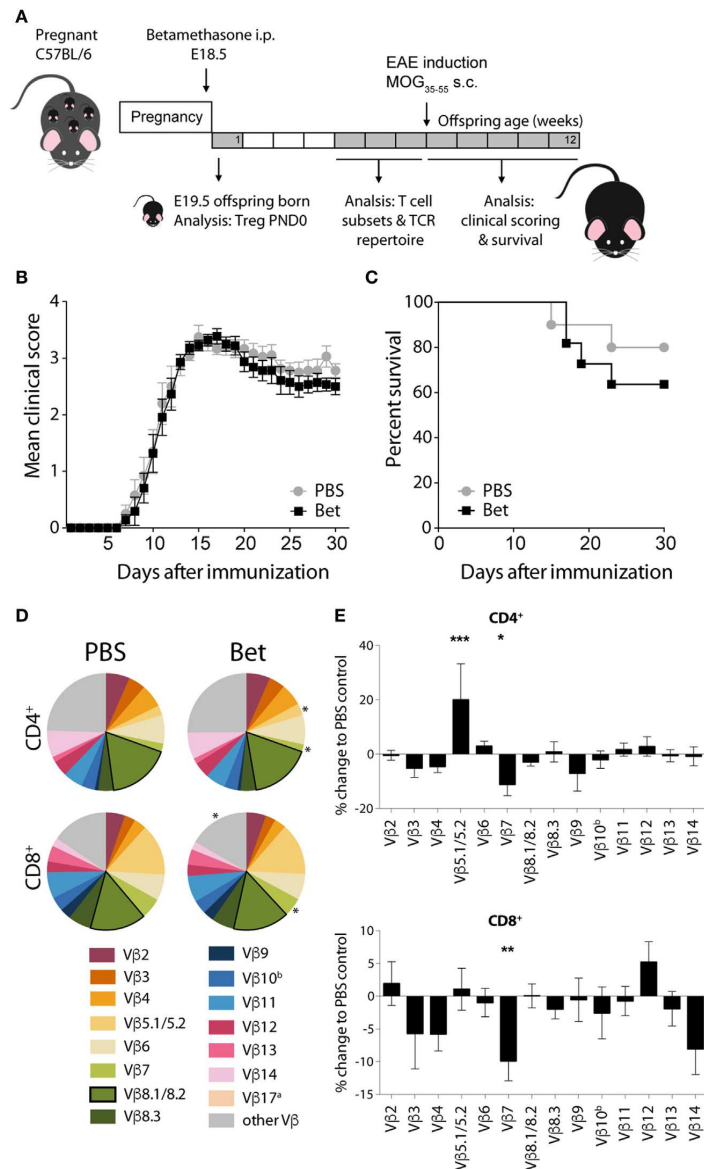 A
Pregnant
C57BL/6
Betamethasone i.p.
E18.5
EAE induction
MOG35-55 s.c.
Pregnancy
Offspring age (weeks)
1
12
E19.5 offspring born
Analysis: Treg PND0
Analsis: T cell
subsets & TCR
repertoire
Analsis:
clinical scoring
& survival
B
Mean clinical score
4
3
2
1
0
5
10
15
20
25
30
PBS
Bet
Days after immunization
C
Percent survival
100
80
60
40
20
0
0
10
20
30
PBS
Bet
Days after immunization
D
PBS
Bet
CD4+
*
*
CD8+
*
*
Vβ2
Vβ3
Vβ4
Vβ5.1/5.2
Vβ6
Vβ7
Vβ8.1/8.2
Vβ8.3
Vβ9
Vβ10b
Vβ11
Vβ12
Vβ13
Vβ14
Vβ17a
other Vβ
E
CD4+
% change to PBS control
40
20
0
-20
***
*
Vβ2
Vβ3
Vβ4
Vβ5.1/5.2
Vβ6
Vβ7
Vβ8.1/8.2
Vβ8.3
Vβ9
Vβ10b
Vβ11
Vβ12
Vβ13
Vβ14
CD8+
% change to PBS control
10
5
0
-5
-10
-15
**
Vβ2
Vβ3
Vβ4
Vβ5.1/5.2
Vβ6
Vβ7
Vβ8.1/8.2
Vβ8.3
Vβ9
Vβ10b
Vβ11
Vβ12
Vβ13
Vβ14